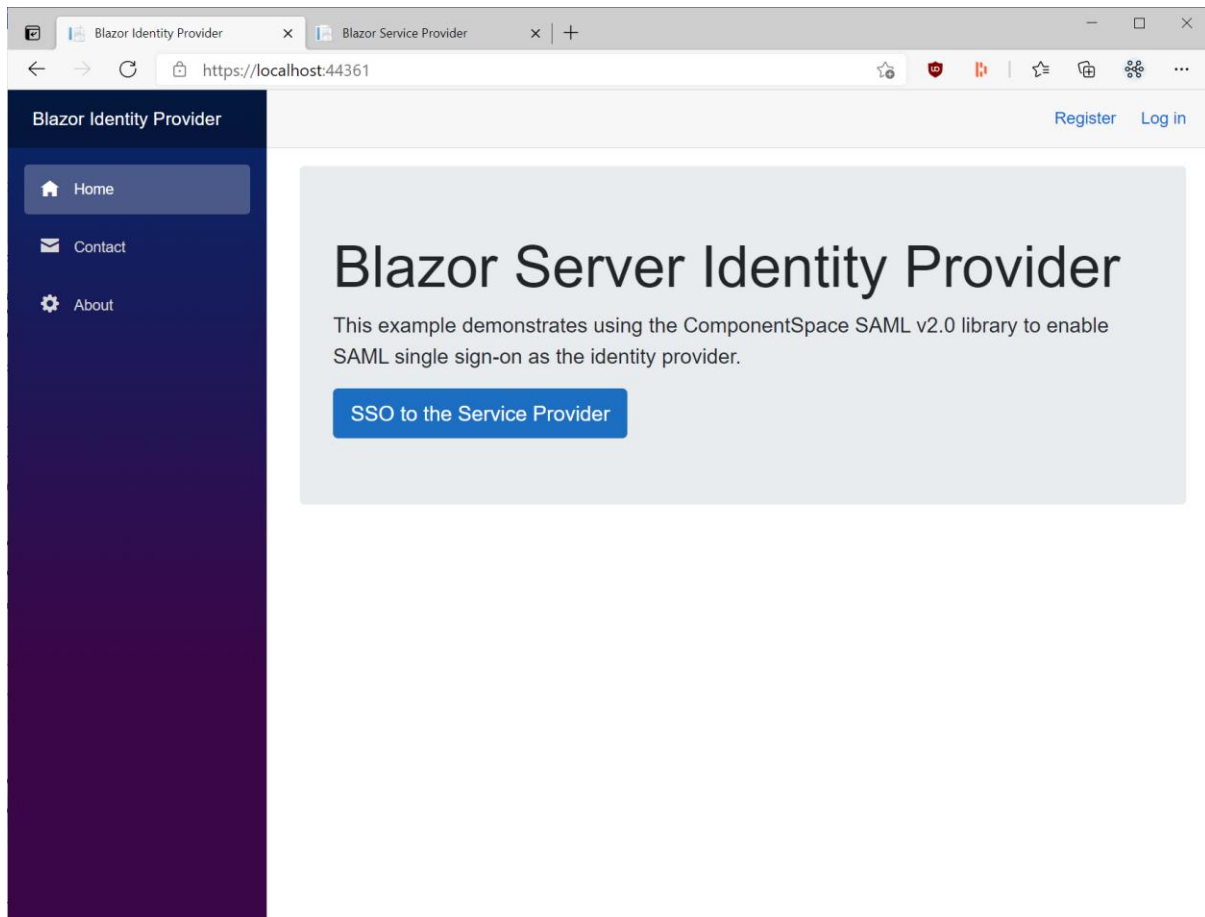 Blazor Identity Provider
Blazor Service Provider
https://localhost:44361
Blazor Identity Provider
Register Log in
Home
Contact
About
Blazor Server Identity Provider
This example demonstrates using the ComponentSpace SAML v2.0 library to enable
SAML single sign-on as the identity provider.
SSO to the Service Provider